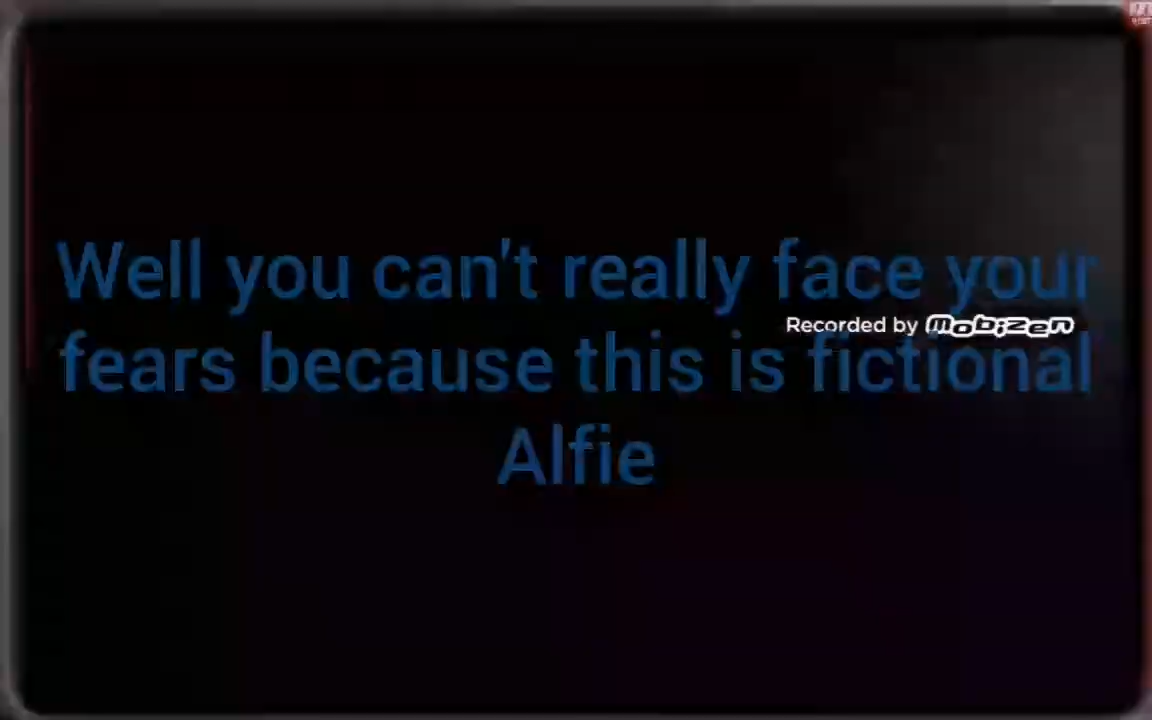 Well you can't really face your
Recorded by Mobizen
fears because this is fictional
Alfie